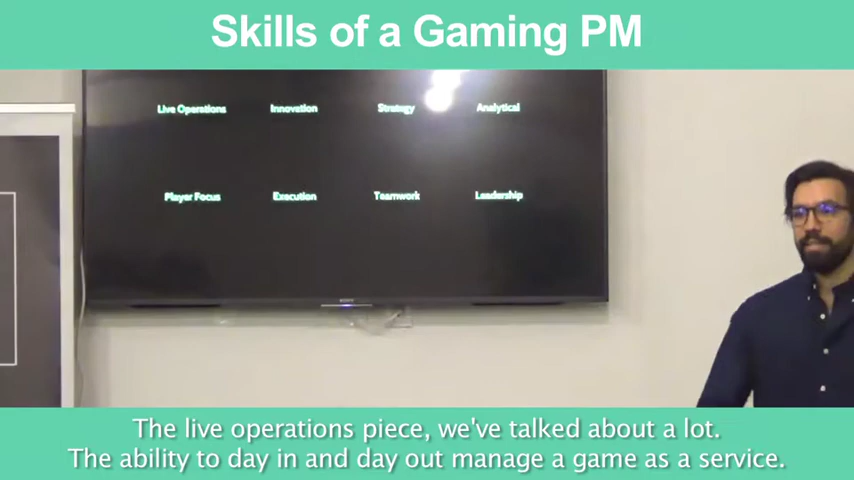 Skills of a Gaming PM
Live Operations Innovation Strategy Analytical
Player Focus Execution Teamwork Leadership
SONY
The live operations piece, we've talked about a lot.
The ability to day in and day out manage a game as a service.